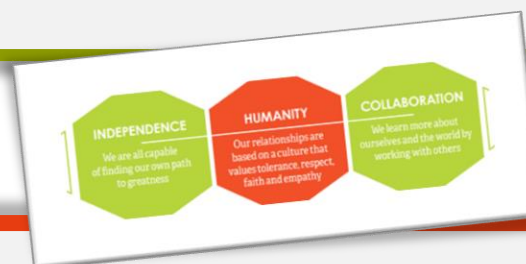 INDEPENDENCE
We are all capable
of finding our own path
to greatness
HUMANITY
Our relationships are
based on a culture that
values tolerance, respect,
faith and empathy
COLLABORATION
We learn more about
ourselves and the world by
working with others